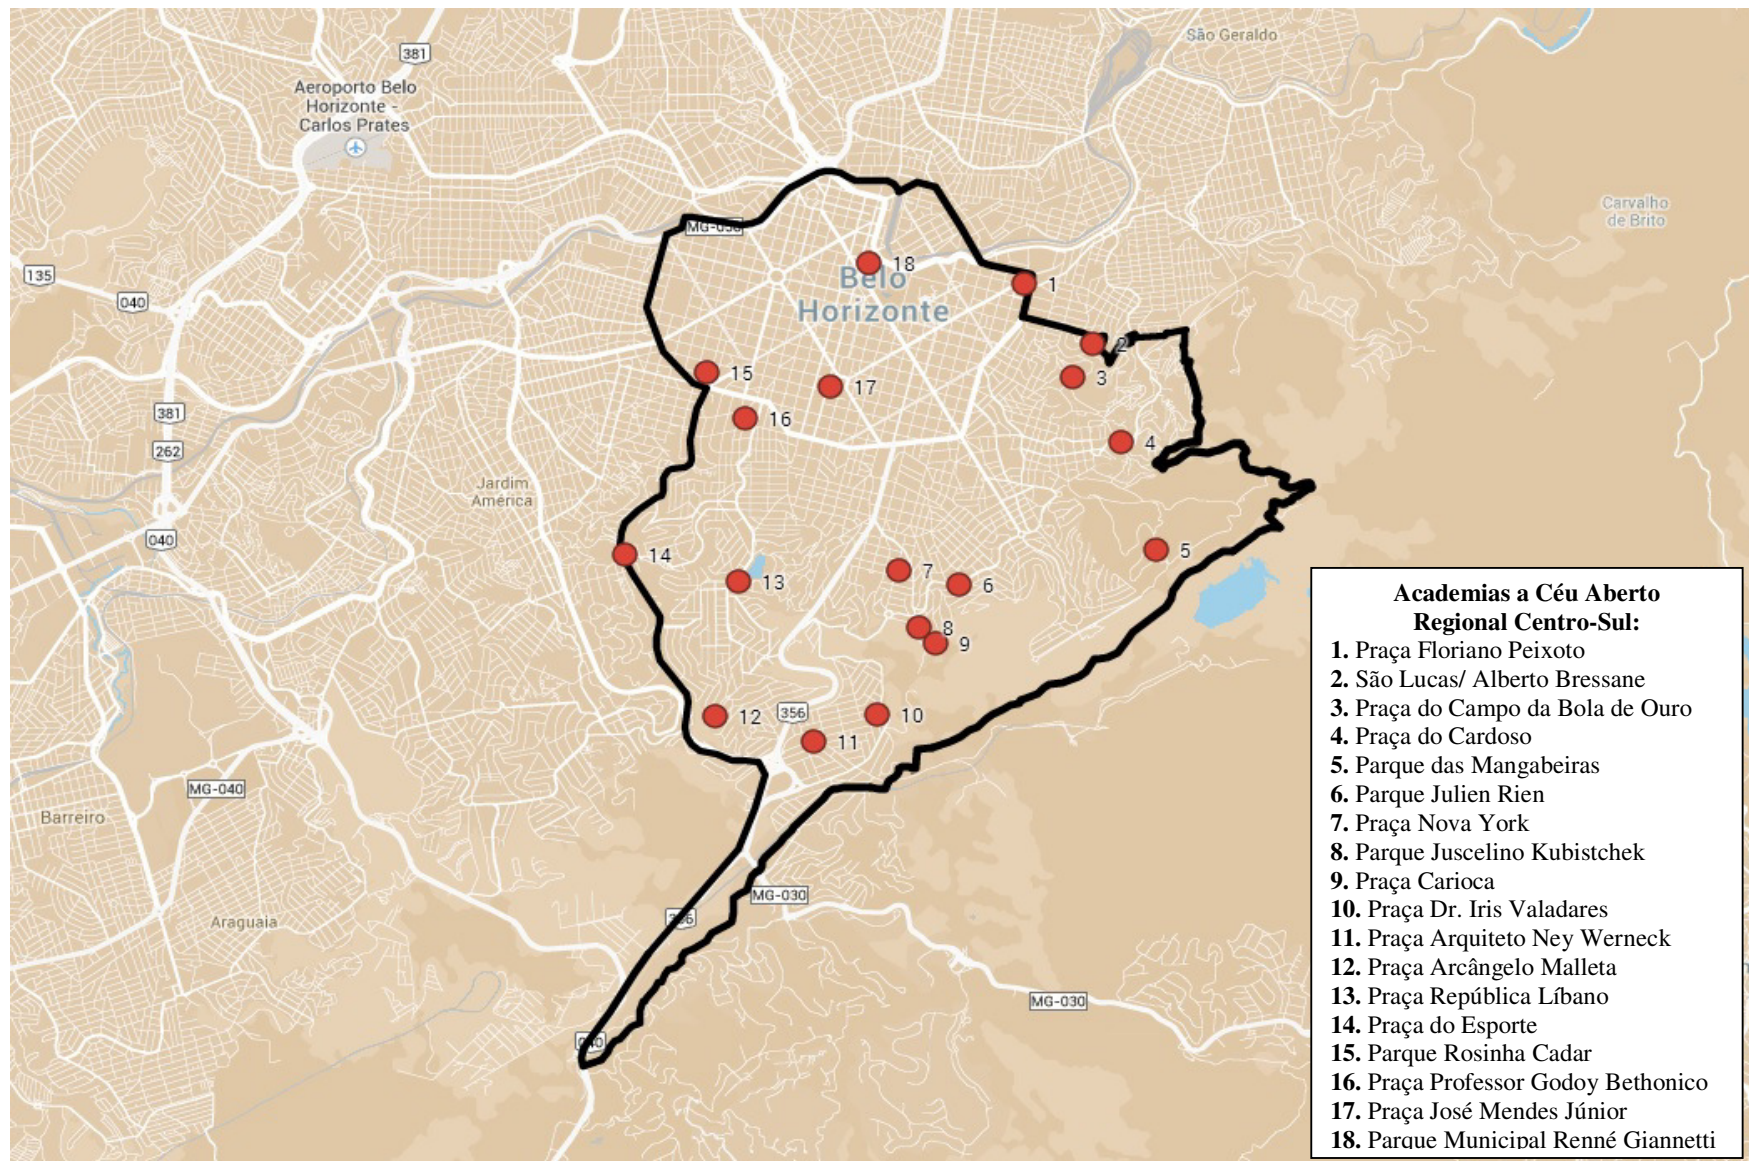 São Geraldo
381
Aeroporto Belo
Horizonte -
Carlos Prates
Carvalho
de Brito
MG-050
135
040
18
Belo
Horizonte
1
2
3
15
17
16
381
262
4
Jardim
América
040
14
13
7
6
5
8
9
12
356
10
11
MG-040
Barreiro
MG-030
356
Araguaia
MG-030
040
Academias a Céu Aberto
Regional Centro-Sul:
1. Praça Floriano Peixoto
2. São Lucas/ Alberto Bressane
3. Praça do Campo da Bola de Ouro
4. Praça do Cardoso
5. Parque das Mangabeiras
6. Parque Julien Rien
7. Praça Nova York
8. Parque Juscelino Kubistchek
9. Praça Carioca
10. Praça Dr. Iris Valadares
11. Praça Arquiteto Ney Werneck
12. Praça Arcângelo Malleta
13. Praça República Líbano
14. Praça do Esporte
15. Parque Rosinha Cadar
16. Praça Professor Godoy Bethonico
17. Praça José Mendes Júnior
18. Parque Municipal Renné Giannetti